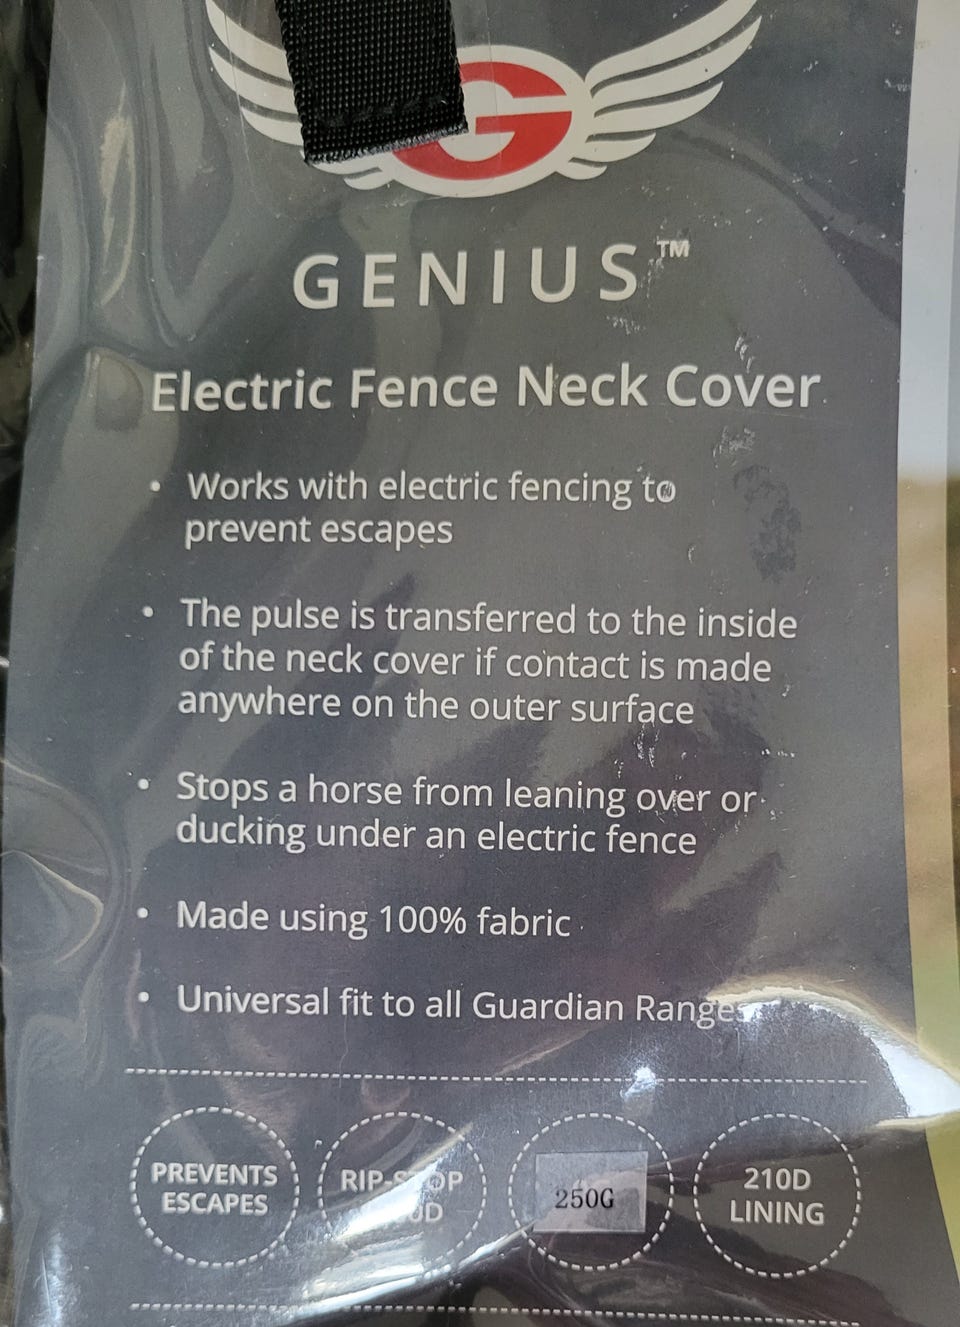 G
GENIUS™
Electric Fence Neck Cover
• Works with electric fencing to
prevent escapes
• The pulse is transferred to the inside
of the neck cover if contact is made
anywhere on the outer surface
• Stops a horse from leaning over or
ducking under an electric fence
• Made using 100% fabric
• Universal fit to all Guardian Ranges
PREVENTS
ESCAPES
RIP-STOP
250G
210D
LINING